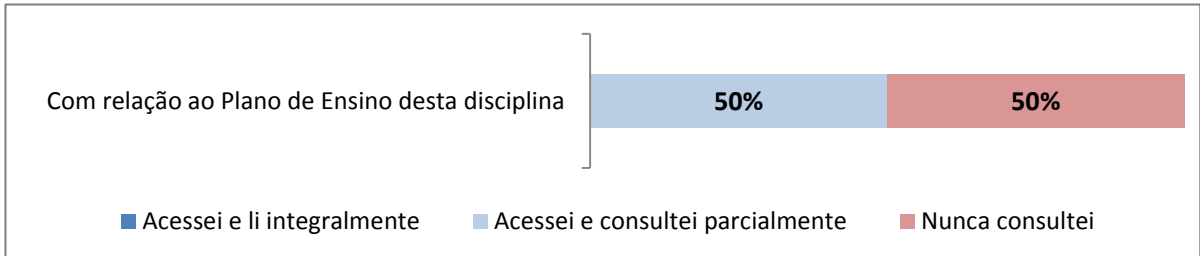 Com relação ao Plano de Ensino desta disciplina 50% 50%
Acessei e li integralmente Acessei e consultei parcialmente Nunca consultei